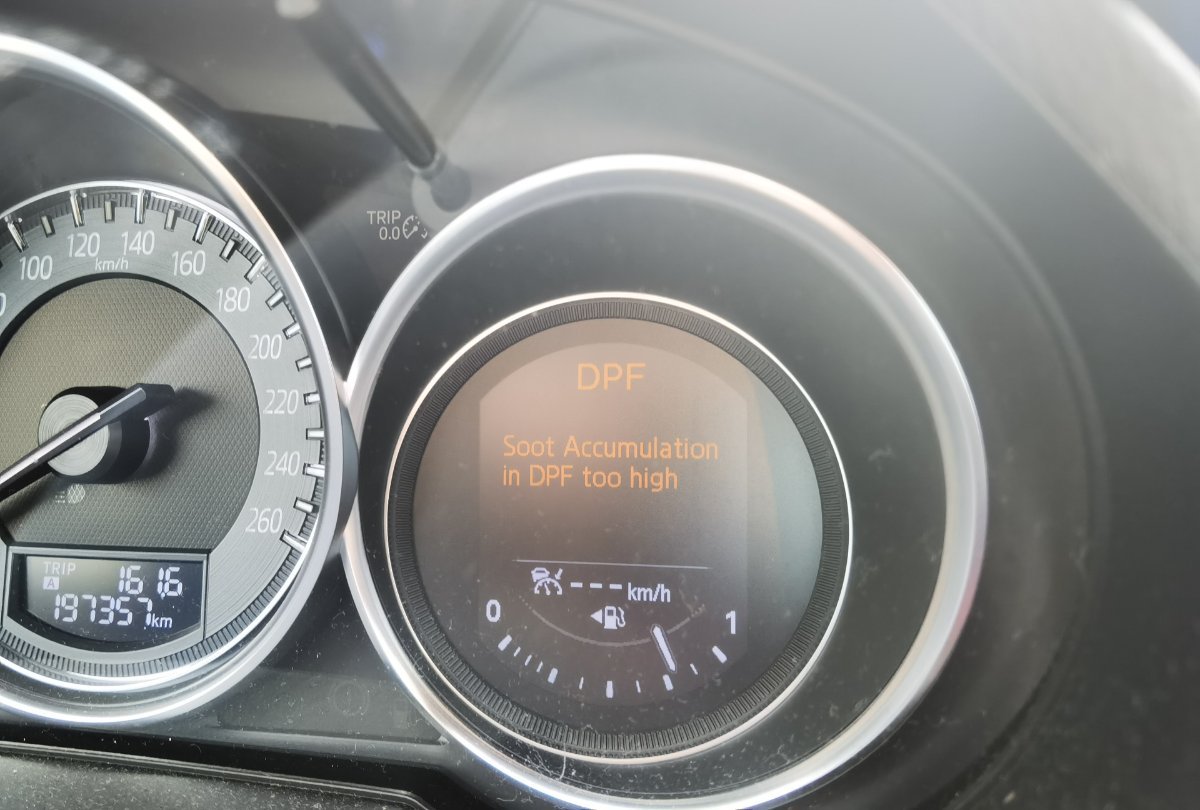 TRIP
0.0
100
120
140
160
180
200
220
240
260
km/h
TRIP
A
161.6
197357km
DPF
Soot Accumulation
in DPF too high
--- km/h
0
1